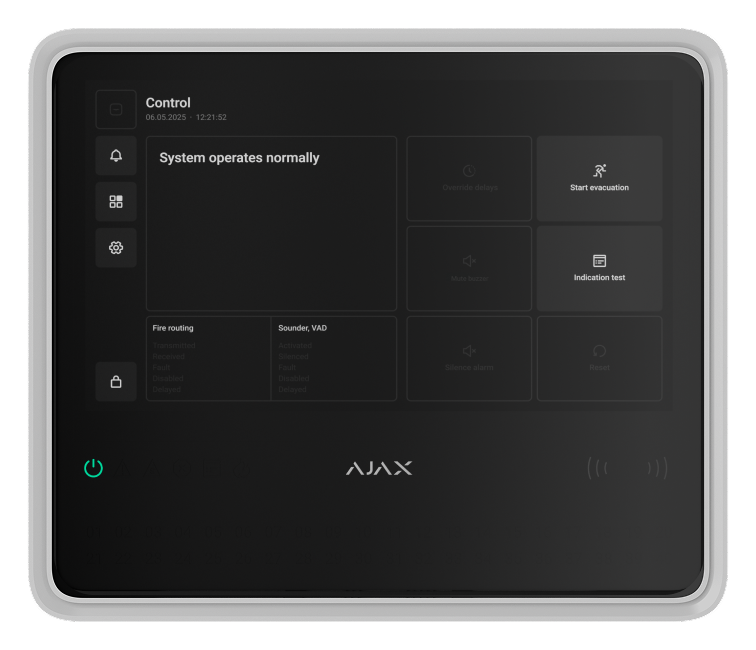 Control
06.05.2025 · 12:21:52
System operates normally
Override delays
Start evacuation
Mute buzzer
Indication test
Fire routing
Transmitted
Received
Fault
Disabled
Delayed
Sounder, VAD
Activated
Silenced
Fault
Disabled
Delayed
Silence alarm
Reset
AJAX